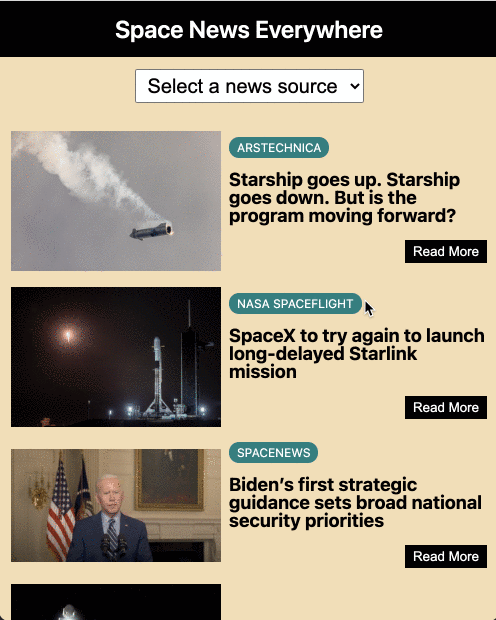 Space News Everywhere
Select a news source
ARSTECHNICA
Starship goes up. Starship
goes down. But is the
program moving forward?
Read More
NASA SPACEFLIGHT
SpaceX to try again to launch
long-delayed Starlink
mission
Read More
SPACENEWS
Biden’s first strategic
guidance sets broad national
security priorities
Read More